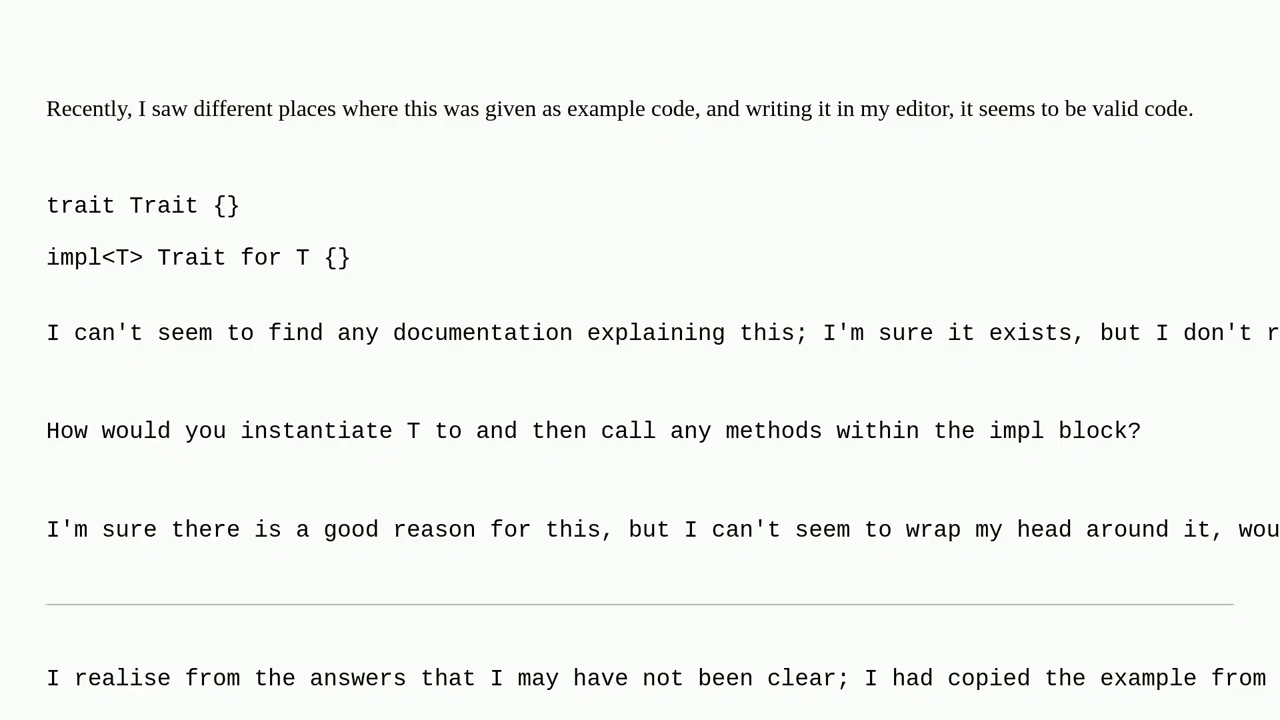 Recently, I saw different places where this was given as example code, and writing it in my editor, it seems to be valid code.
trait Trait {}
impl<T> Trait for T {}
I can't seem to find any documentation explaining this; I'm sure it exists, but I don't
How would you instantiate T to and then call any methods within the impl block?
I'm sure there is a good reason for this, but I can't seem to wrap my head around it,
I realise from the answers that I may have not been clear; I had copied the example from